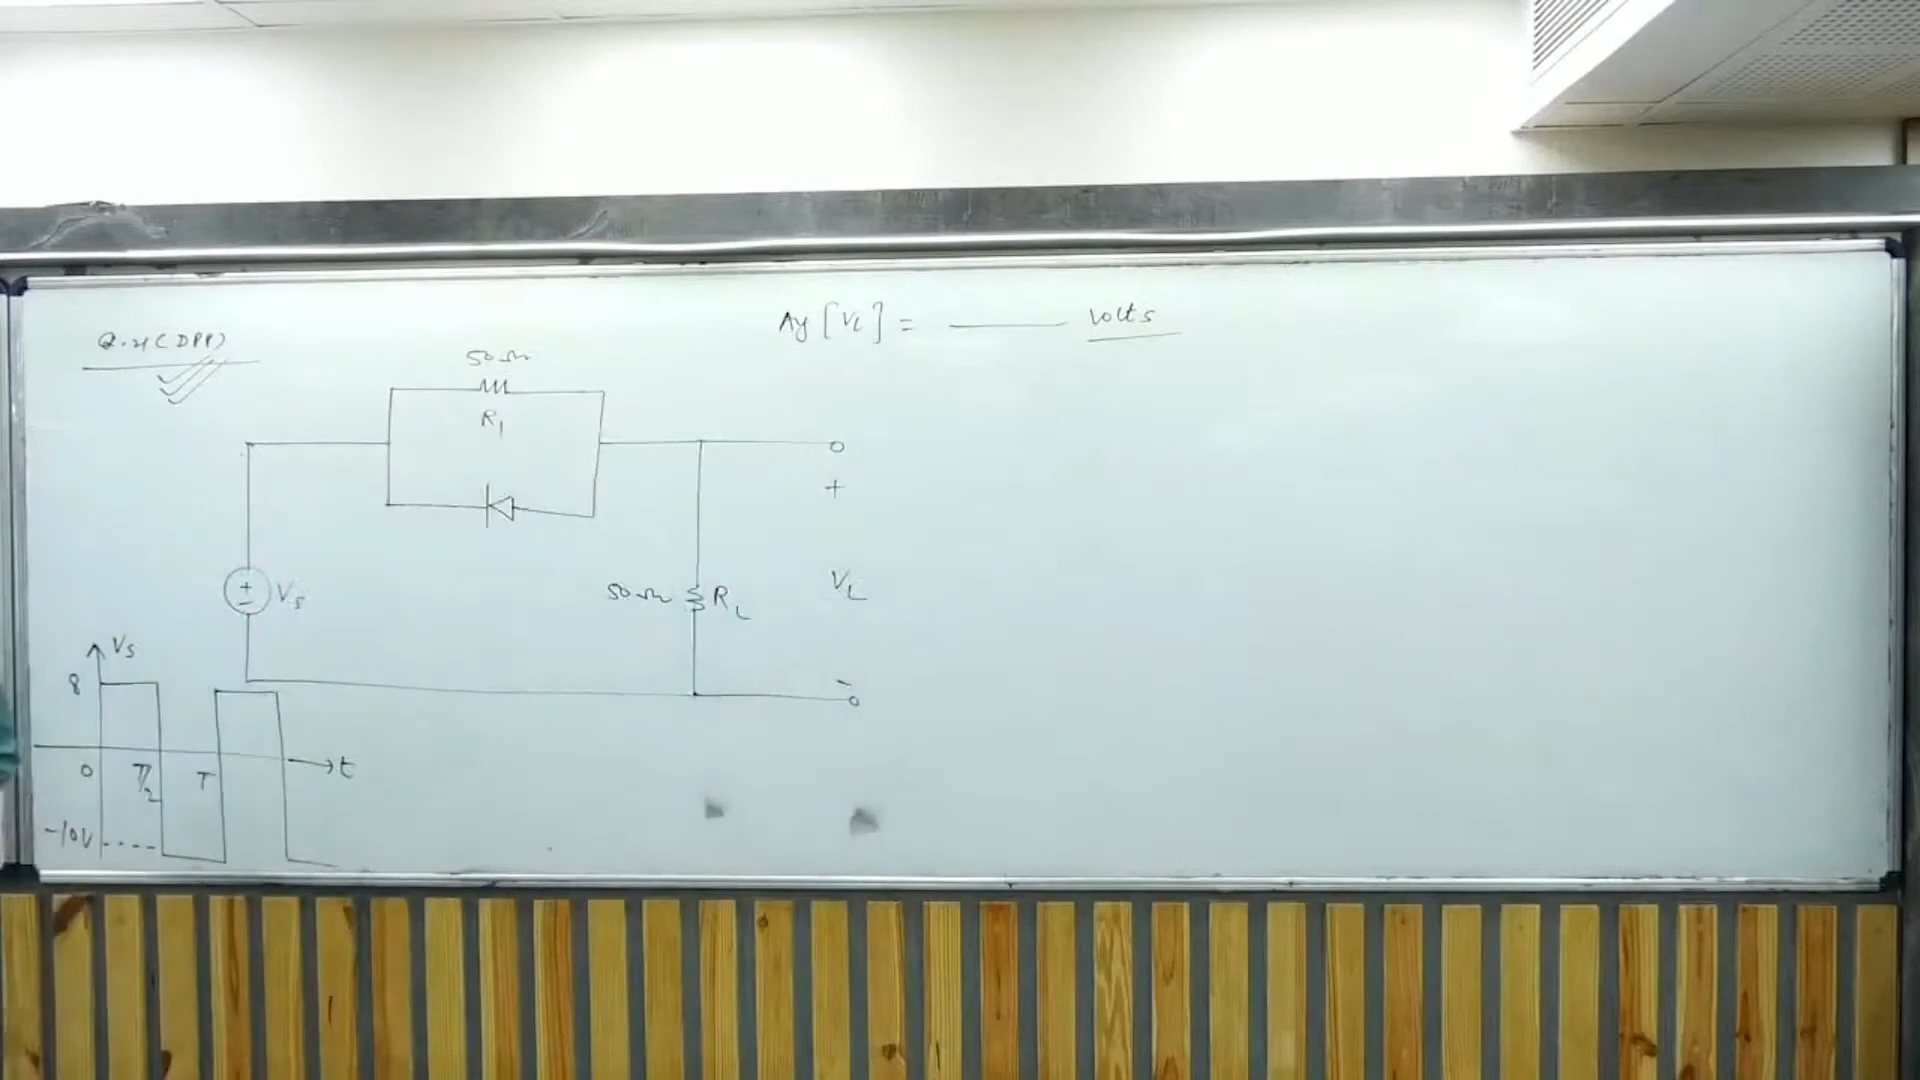 Avg [VL] = ______ volts
Q.21 (DPP)
50Ω
R1
+
+
-
Vs
50Ω
RL
VL
-
Vs
8
0
T/2
T
t
-10V